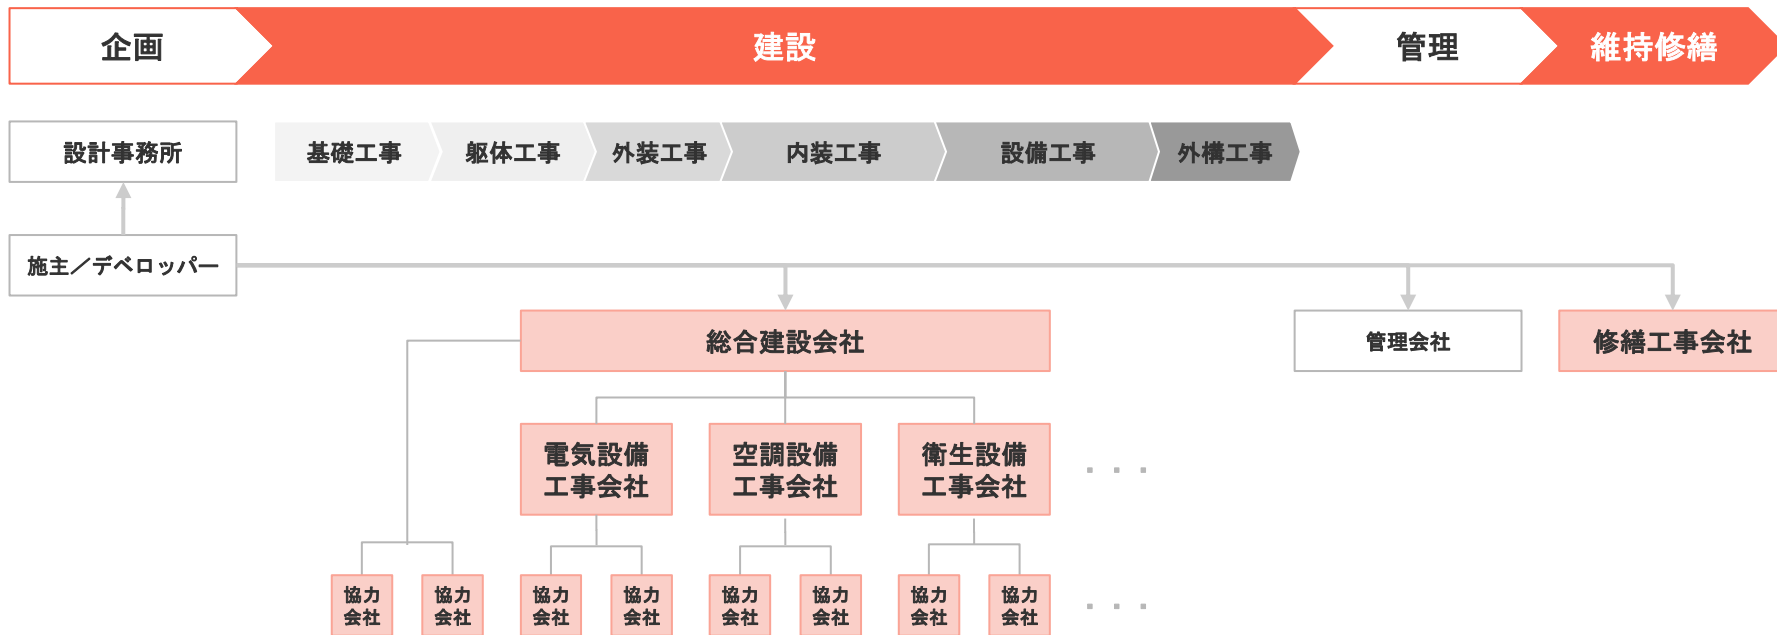 企画
建設
管理
維持修繕
設計事務所
基礎工事
躯体工事
外装工事
内装工事
設備工事
外構工事
施主／デベロッパー
総合建設会社
管理会社
修繕工事会社
電気設備
工事会社
空調設備
工事会社
衛生設備
工事会社
・・・
協力
会社
協力
会社
協力
会社
協力
会社
協力
会社
協力
会社
協力
会社
協力
会社
・・・